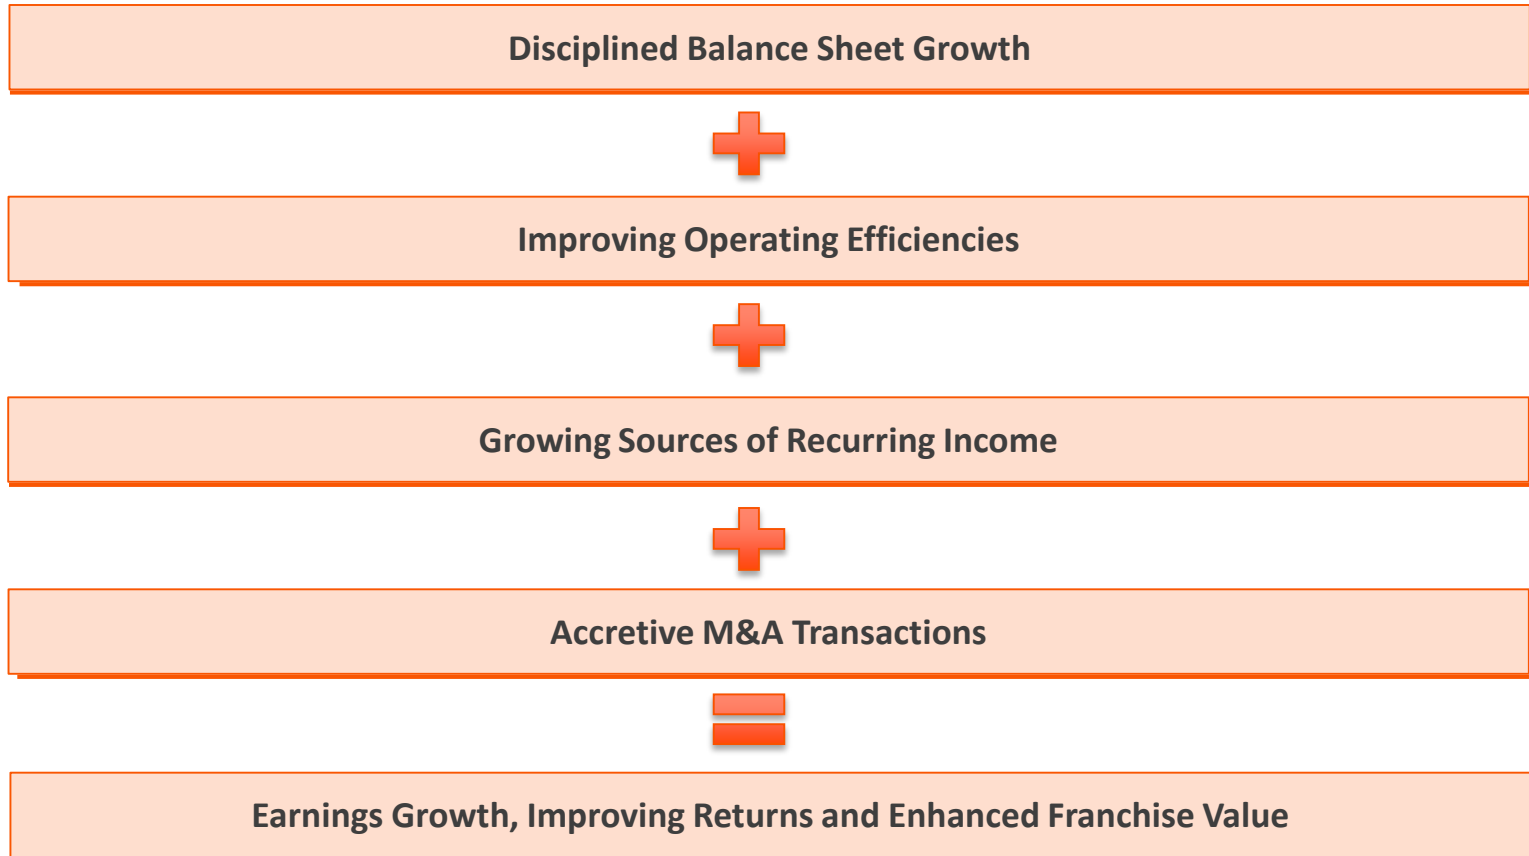 Disciplined Balance Sheet Growth
Improving Operating Efficiencies
Growing Sources of Recurring Income
Accretive M&A Transactions
Earnings Growth, Improving Returns and Enhanced Franchise Value